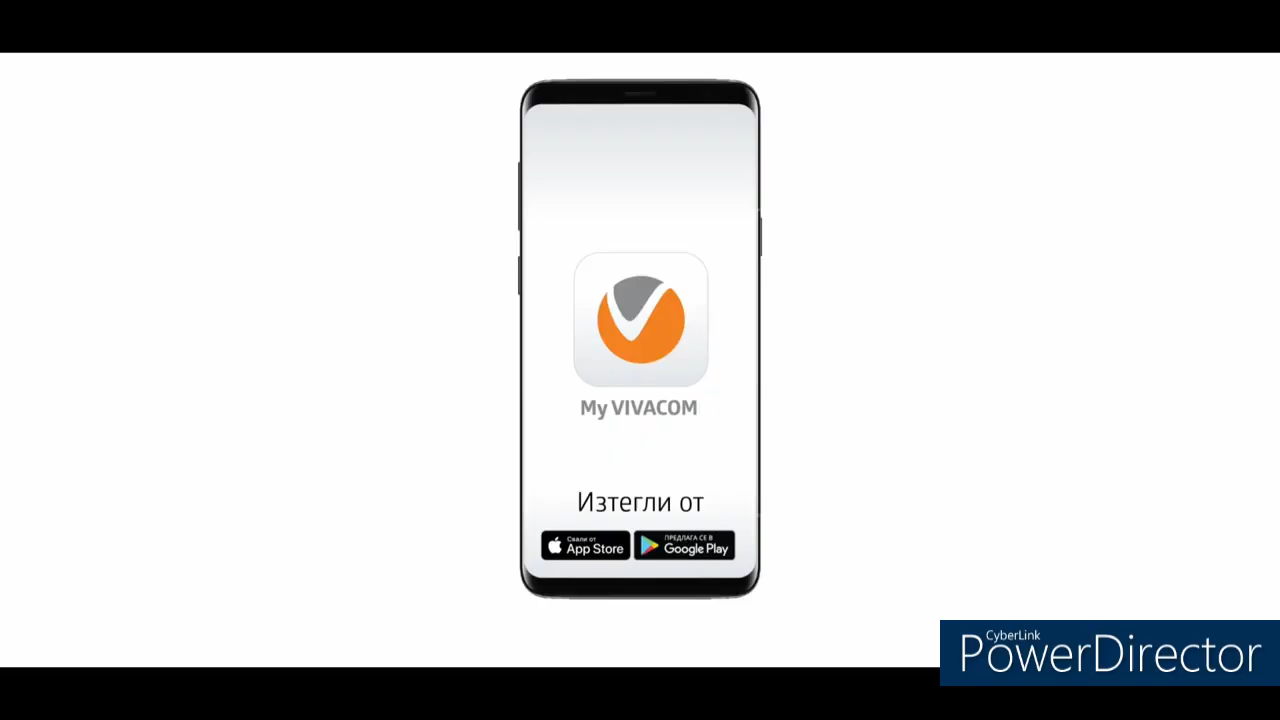 My VIVACOM
Изтегли от
Свали от
App Store
ПРЕДЛАГА СЕ В
Google Play
CyberLink
PowerDirector